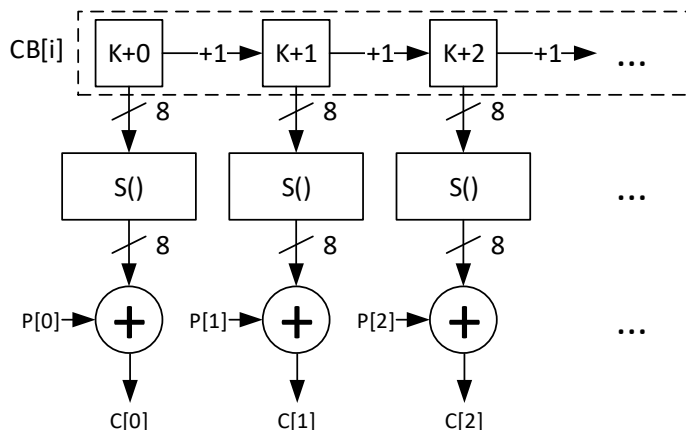 CB[i] K+0 +1 K+1 +1 K+2 +1 ...
8 8 8
S() S() S() ...
8 8 8
P[0] + P[1] + P[2] + ...
C[0] C[1] C[2]